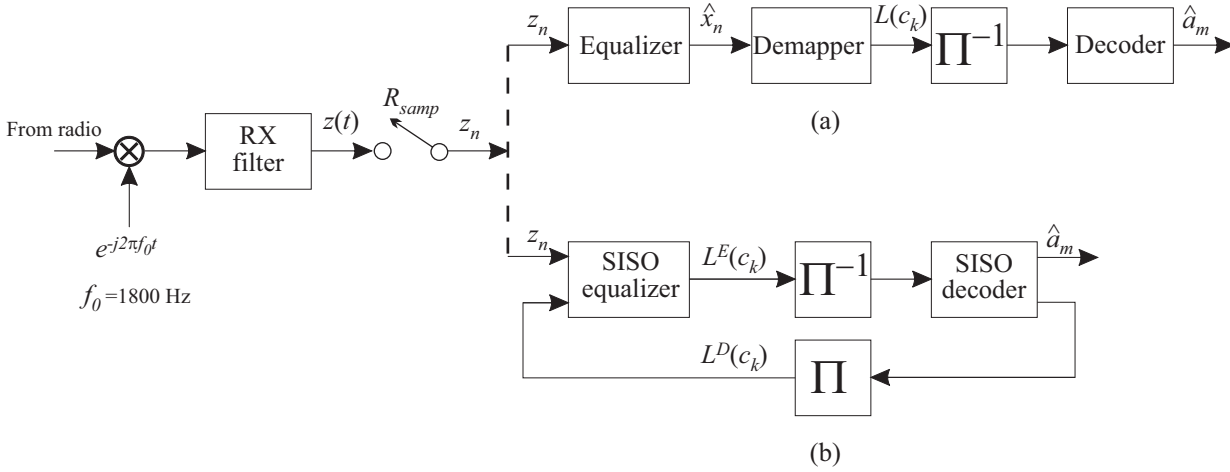 z_n
Equalizer
x̂_n
Demapper
L(c_k)
∏⁻¹
Decoder
â_m
(a)
From radio
RX
filter
z(t)
R_samp
z_n
e^{-j2πf_0t}
f_0=1800 Hz
z_n
SISO
equalizer
L^E(c_k)
∏⁻¹
SISO
decoder
â_m
L^D(c_k)
∏
(b)